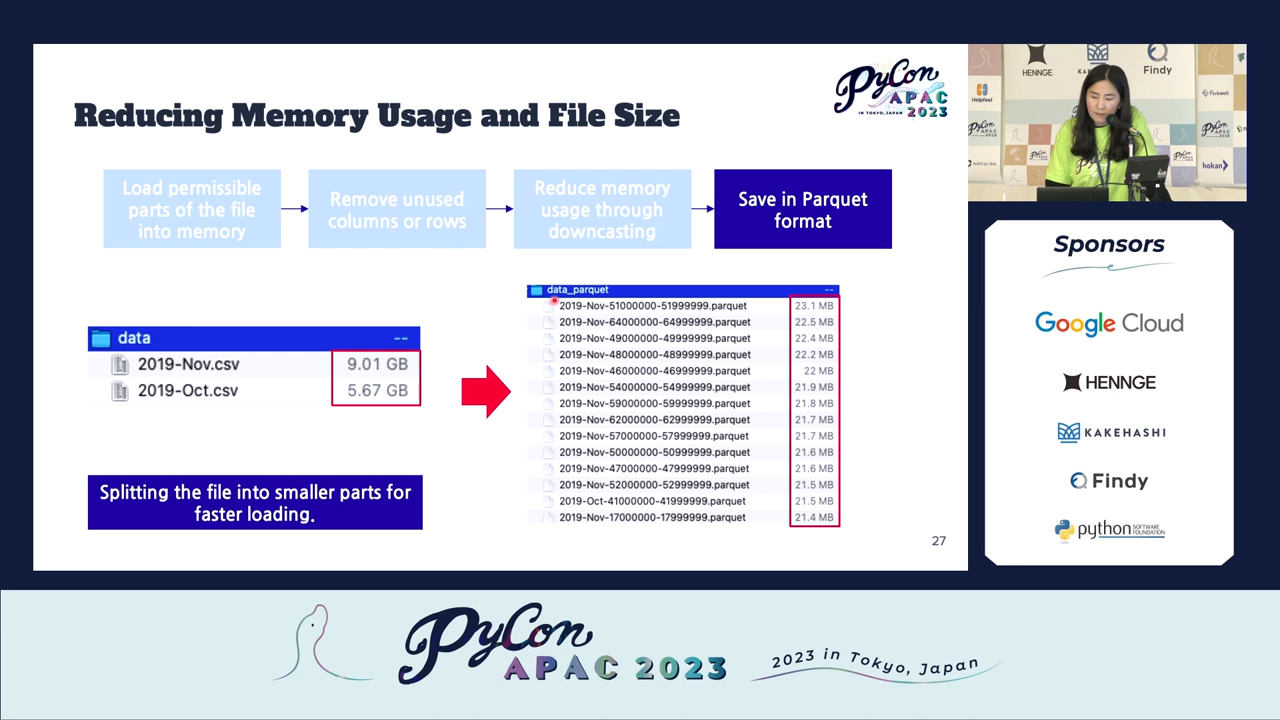 Reducing Memory Usage and File Size
PyCon
APAC
IN TOKYO, JAPAN 2023
Load permissible
parts of the file
into memory
Remove unused
columns or rows
Reduce memory
usage through
downcasting
Save in Parquet
format
data --
2019-Nov.csv 9.01 GB
2019-Oct.csv 5.67 GB
Splitting the file into smaller parts for
faster loading.
data_parquet --
2019-Nov-51000000-51999999.parquet 23.1 MB
2019-Nov-64000000-64999999.parquet 22.5 MB
2019-Nov-49000000-49999999.parquet 22.4 MB
2019-Nov-48000000-48999999.parquet 22.2 MB
2019-Nov-46000000-46999999.parquet 22 MB
2019-Nov-54000000-54999999.parquet 21.9 MB
2019-Nov-59000000-59999999.parquet 21.8 MB
2019-Nov-62000000-62999999.parquet 21.7 MB
2019-Nov-57000000-57999999.parquet 21.7 MB
2019-Nov-50000000-50999999.parquet 21.6 MB
2019-Nov-47000000-47999999.parquet 21.6 MB
2019-Nov-52000000-52999999.parquet 21.5 MB
2019-Oct-41000000-41999999.parquet 21.5 MB
2019-Nov-17000000-17999999.parquet 21.4 MB
27
HENNGE
Findy
Helpfeel
Forkwell
hokan
Sponsors
Google Cloud
HENNGE
KAKEHASHI
Findy
python SOFTWARE
FOUNDATION
PyCon
APAC 2023
2023 in Tokyo, Japan